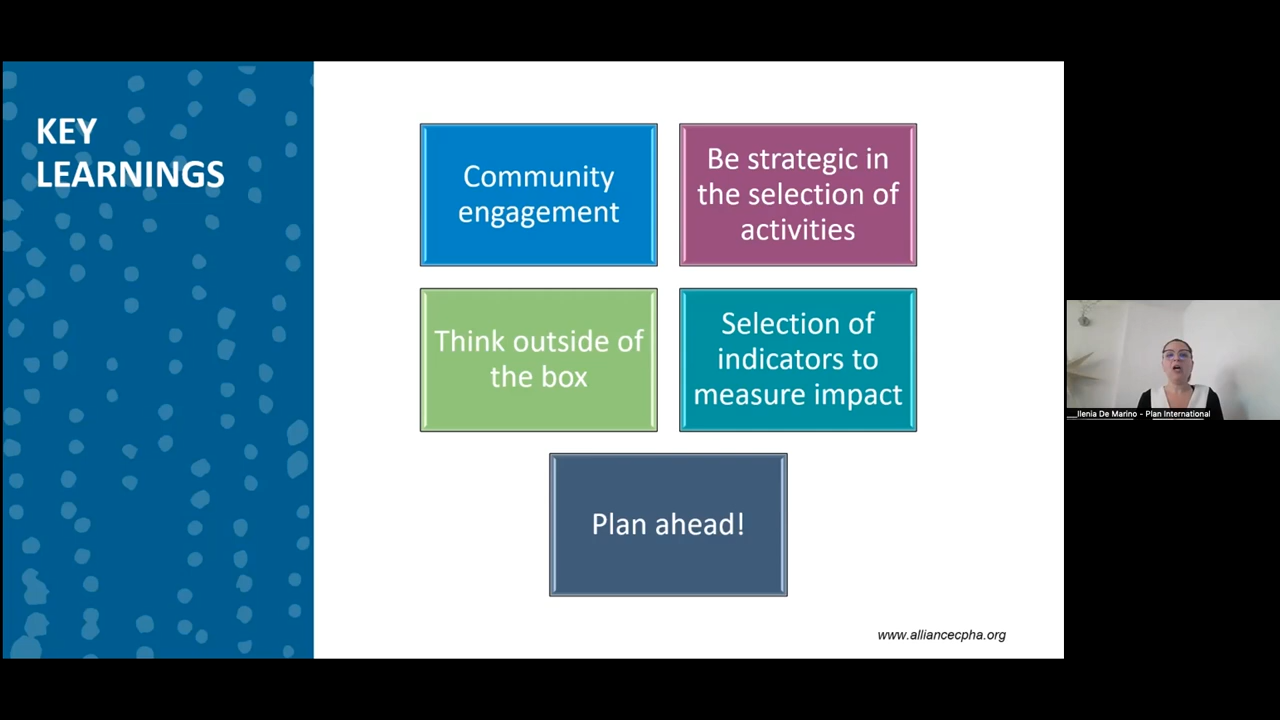 KEY
LEARNINGS
Community
engagement
Be strategic in
the selection of
activities
Think outside of
the box
Selection of
indicators to
measure impact
Plan ahead!
www.alliancecpha.org
Ilenia De Marino - Plan International